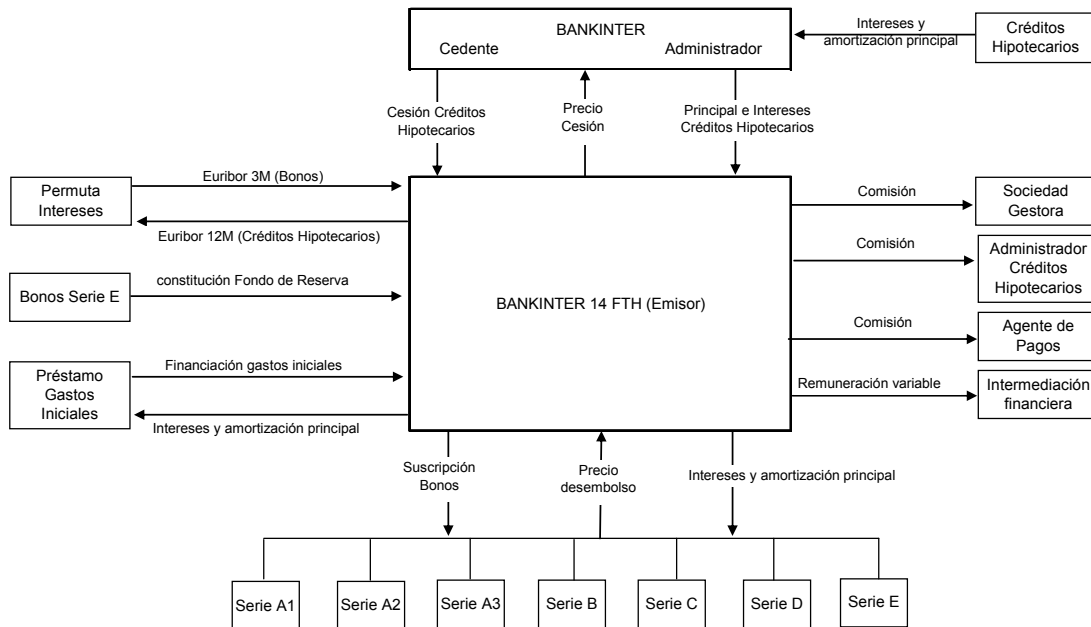 BANKINTER
Cedente
Administrador
Intereses y
amortización principal
Créditos
Hipotecarios
Cesión Créditos
Hipotecarios
Precio
Cesión
Principal e Intereses
Créditos Hipotecarios
Permuta
Intereses
Euribor 3M (Bonos)
Euribor 12M (Créditos Hipotecarios)
Bonos Serie E
constitución Fondo de Reserva
Préstamo
Gastos
Iniciales
Financiación gastos iniciales
Intereses y amortización principal
BANKINTER 14 FTH (Emisor)
Comisión
Sociedad
Gestora
Comisión
Administrador
Créditos
Hipotecarios
Comisión
Agente de
Pagos
Remuneración variable
Intermediación
financiera
Suscripción
Bonos
Precio
desembolso
Intereses y amortización principal
Serie A1
Serie A2
Serie A3
Serie B
Serie C
Serie D
Serie E